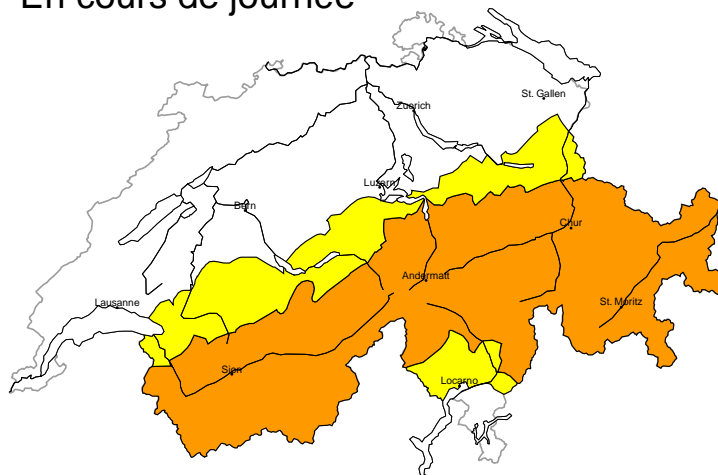 En cours de journée
St. Gallen
Zuerich
Luzern
Bern
Chur
Andermatt
Lausanne
St. Moritz
Sion
Locarno